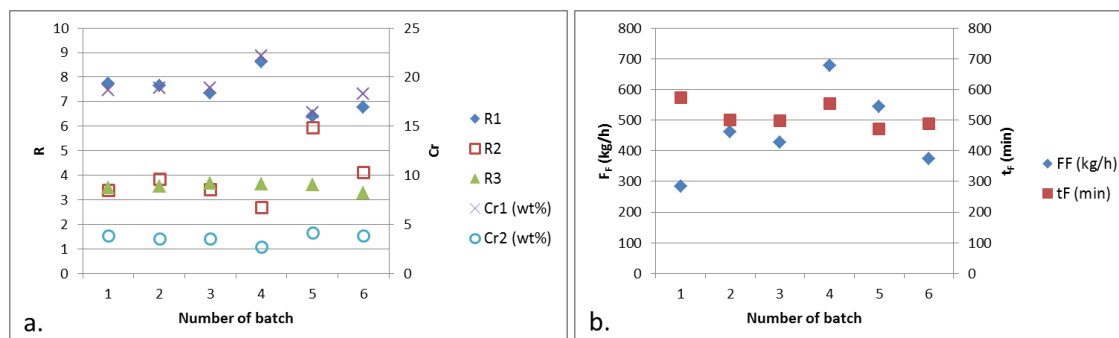 10
9
8
7
6
5
4
3
2
1
0
R
25
20
15
10
5
0
Cr
1 2 3 4 5 6
Number of batch
R1
R2
R3
Cr1 (wt%)
Cr2 (wt%)
a.
800
700
600
500
400
300
200
100
0
FF (kg/h)
800
700
600
500
400
300
200
100
0
tF (min)
1 2 3 4 5 6
Number of batch
FF (kg/h)
tF (min)
b.